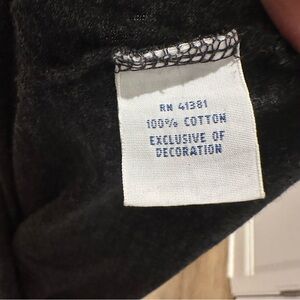 RN 41381
100% COTTON
EXCLUSIVE OF
DECORATION